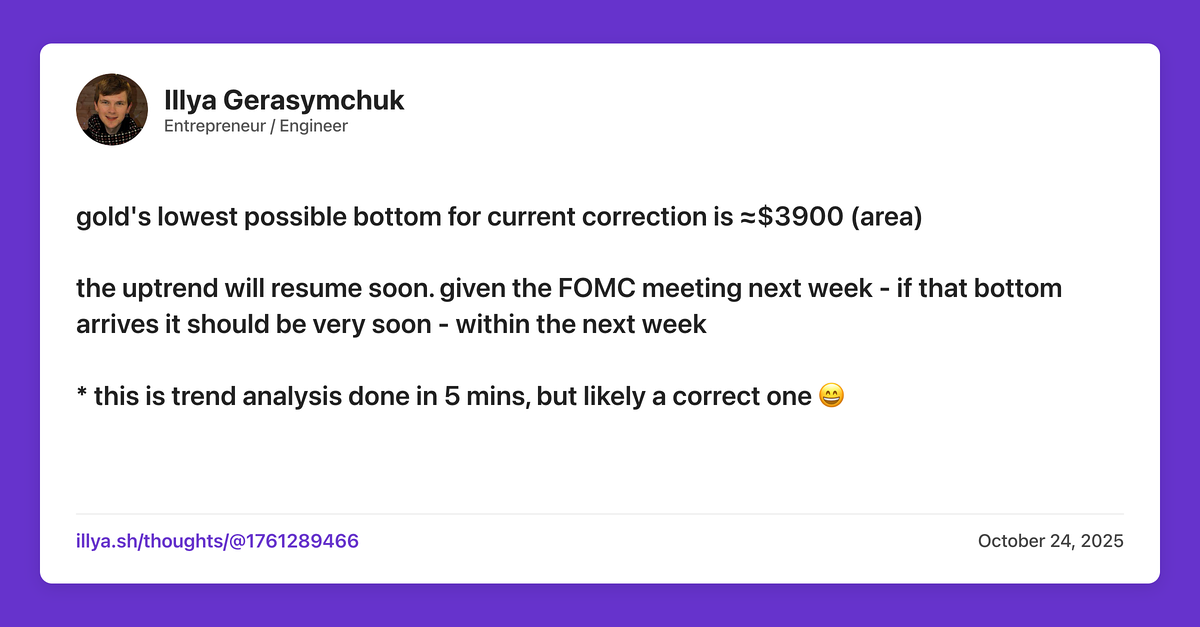 Illya Gerasymchuk
Entrepreneur / Engineer
gold's lowest possible bottom for current correction is ≈$3900 (area)
the uptrend will resume soon. given the FOMC meeting next week - if that bottom
arrives it should be very soon - within the next week
* this is trend analysis done in 5 mins, but likely a correct one 😄
illya.sh/thoughts/@1761289466
October 24, 2025